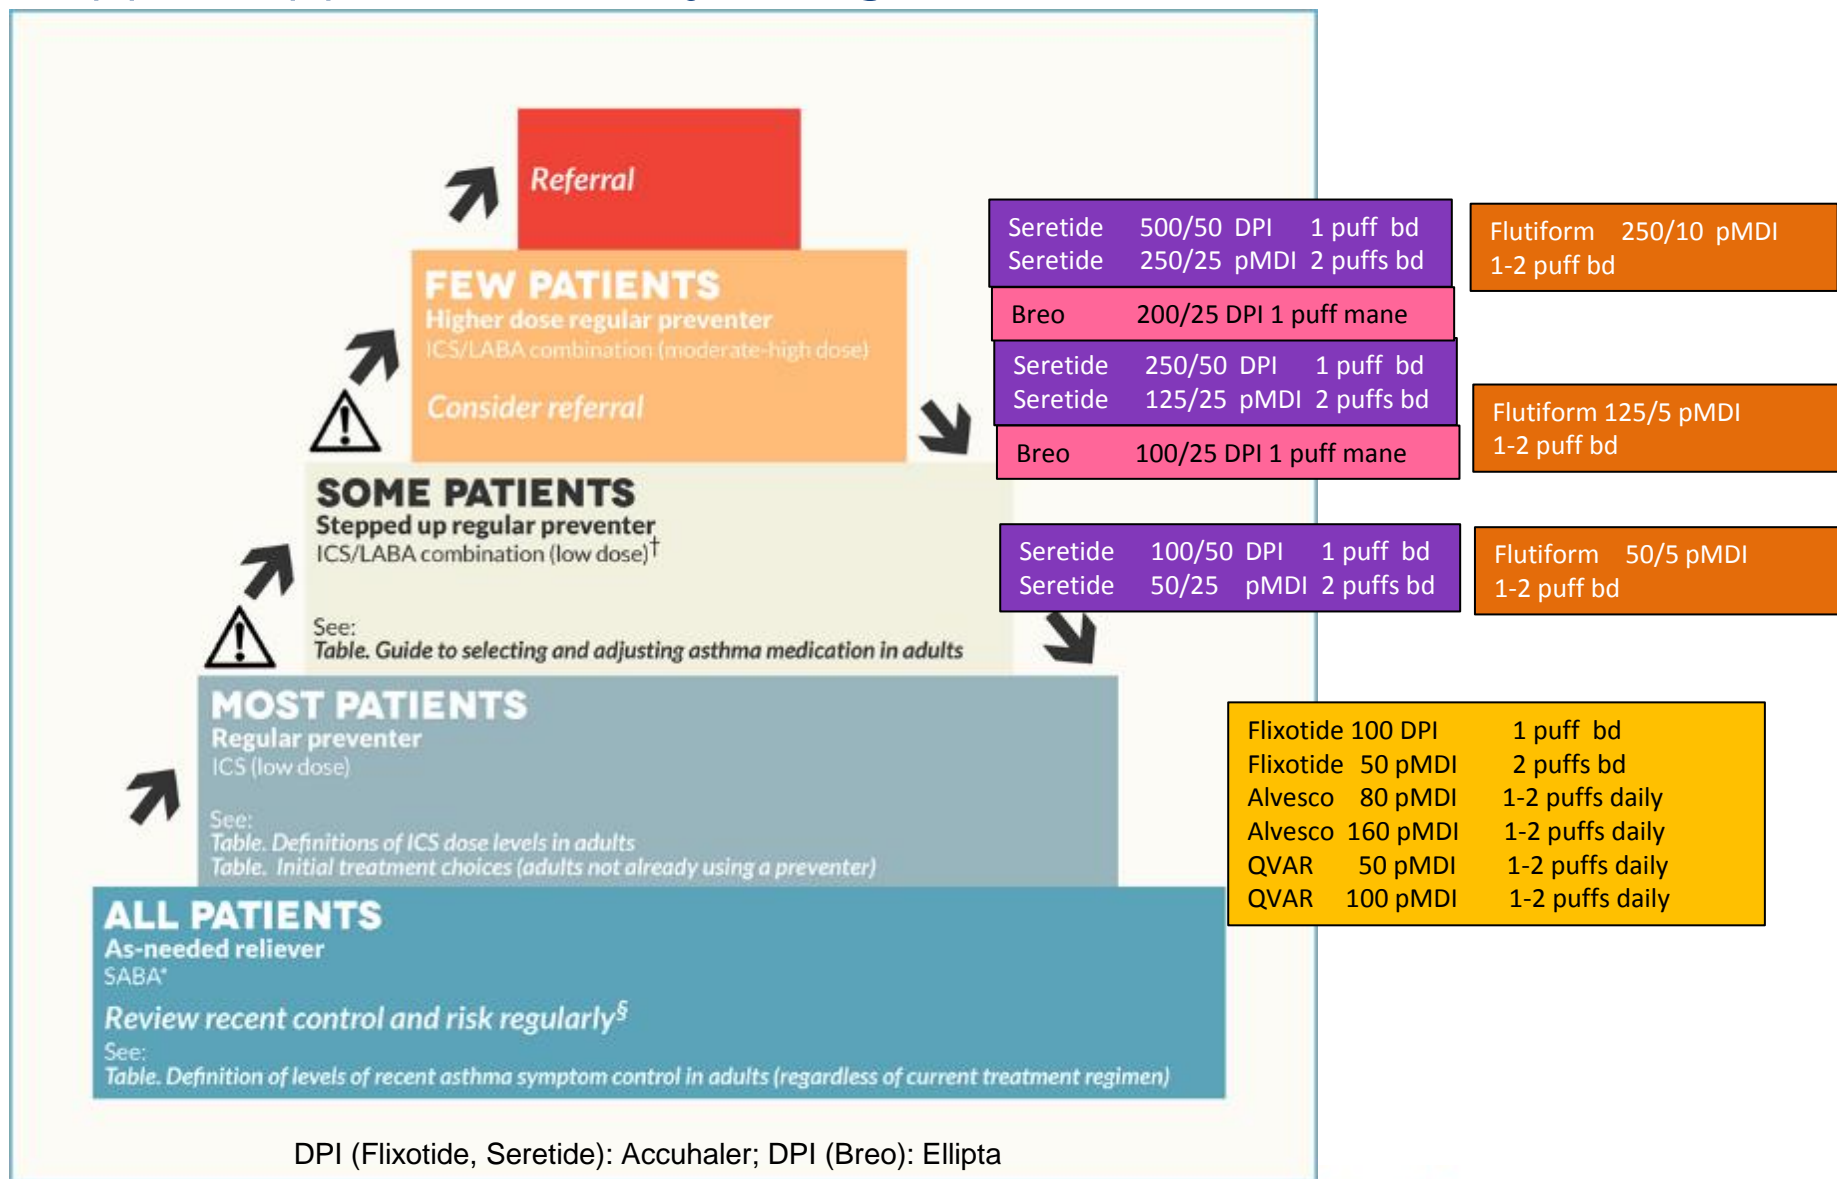 Referral
FEW PATIENTS
Higher dose regular preventer
ICS/LABA combination (moderate-high dose)
Consider referral
SOME PATIENTS
Stepped up regular preventer
ICS/LABA combination (low dose)†
See:
Table. Guide to selecting and adjusting asthma medication in adults
MOST PATIENTS
Regular preventer
ICS (low dose)
See:
Table. Definitions of ICS dose levels in adults
Table. Initial treatment choices (adults not already using a preventer)
ALL PATIENTS
As-needed reliever
SABA*
Review recent control and risk regularly§
See:
Table. Definition of levels of recent asthma symptom control in adults (regardless of current treatment regimen)
DPI (Flixotide, Seretide): Accuhaler; DPI (Breo): Ellipta
Seretide 500/50 DPI 1 puff bd
Seretide 250/25 pMDI 2 puffs bd
Flutiform 250/10 pMDI
1-2 puff bd
Breo 200/25 DPI 1 puff mane
Seretide 250/50 DPI 1 puff bd
Seretide 125/25 pMDI 2 puffs bd
Flutiform 125/5 pMDI
1-2 puff bd
Breo 100/25 DPI 1 puff mane
Seretide 100/50 DPI 1 puff bd
Seretide 50/25 pMDI 2 puffs bd
Flutiform 50/5 pMDI
1-2 puff bd
Flixotide 100 DPI 1 puff bd
Flixotide 50 pMDI 2 puffs bd
Alvesco 80 pMDI 1-2 puffs daily
Alvesco 160 pMDI 1-2 puffs daily
QVAR 50 pMDI 1-2 puffs daily
QVAR 100 pMDI 1-2 puffs daily